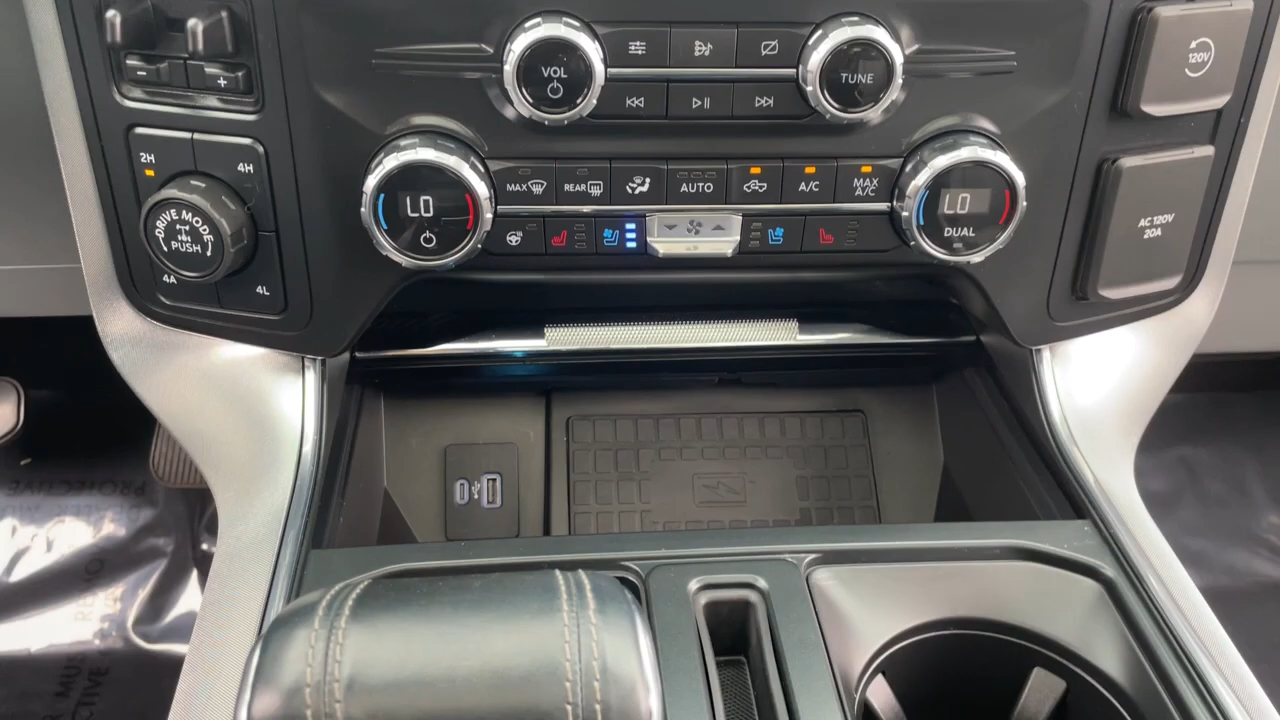 VOL
TUNE
120V
2H
4H
DRIVE MODE
PUSH
4A
4L
LO
MAX
REAR
AUTO
A/C
MAX
A/C
LO
DUAL
AC 120V
20A
PROTECTIVE